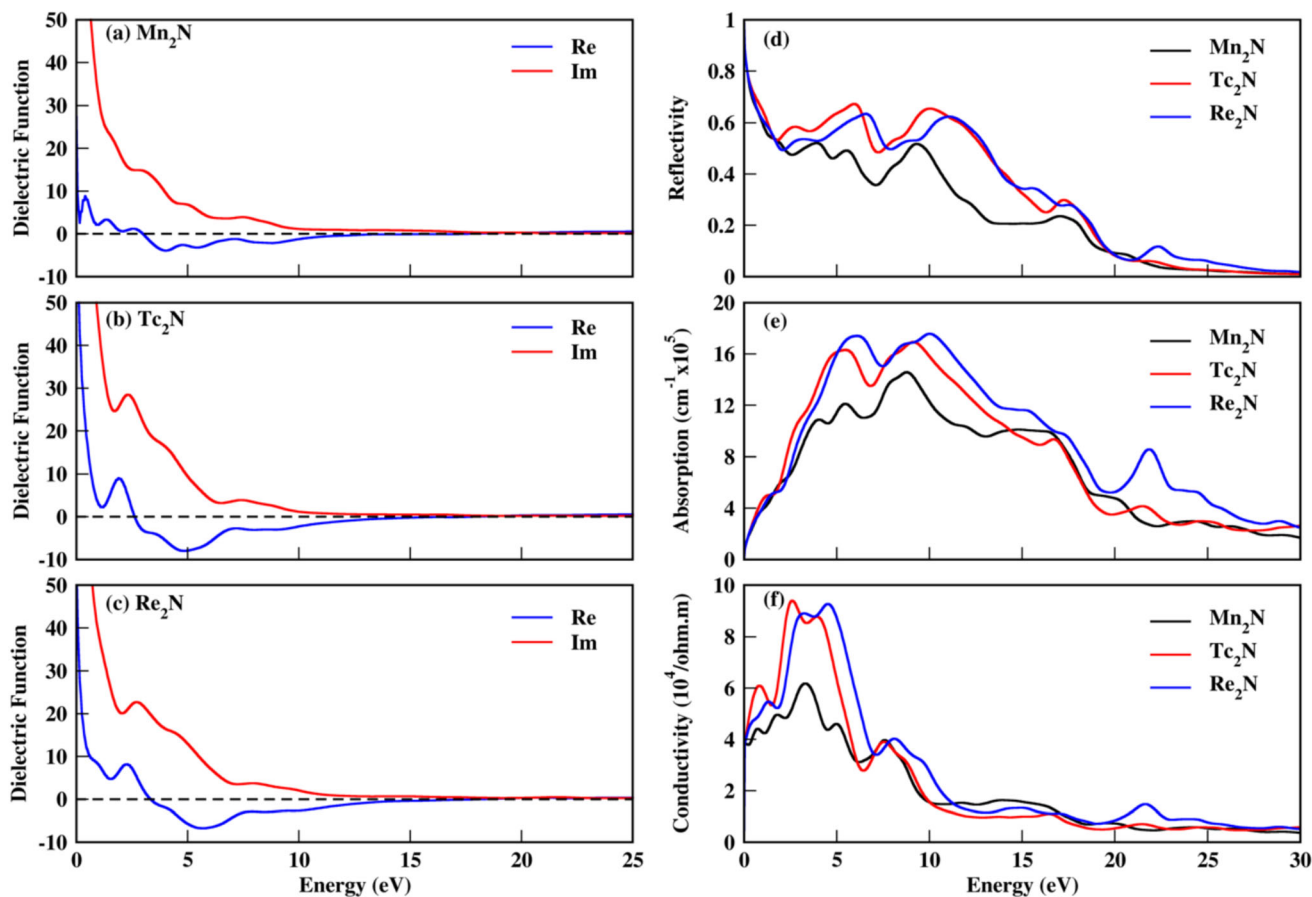 50
(a) Mn₂N
Re
Im
40
30
20
10
0
-10
Dielectric Function
50
(b) Tc₂N
Re
Im
40
30
20
10
0
-10
Dielectric Function
50
(c) Re₂N
Re
Im
40
30
20
10
0
-10
Dielectric Function
0 5 10 15 20 25
Energy (eV)
1
(d)
Mn₂N
Tc₂N
Re₂N
0.8
0.6
0.4
0.2
0
Reflectivity
20
(e)
Mn₂N
Tc₂N
Re₂N
16
12
8
4
0
Absorption (cm⁻¹x10⁵)
10
(f)
Mn₂N
Tc₂N
Re₂N
8
6
4
2
0
Conductivity (10⁴/ohm.m)
0 5 10 15 20 25 30
Energy (eV)